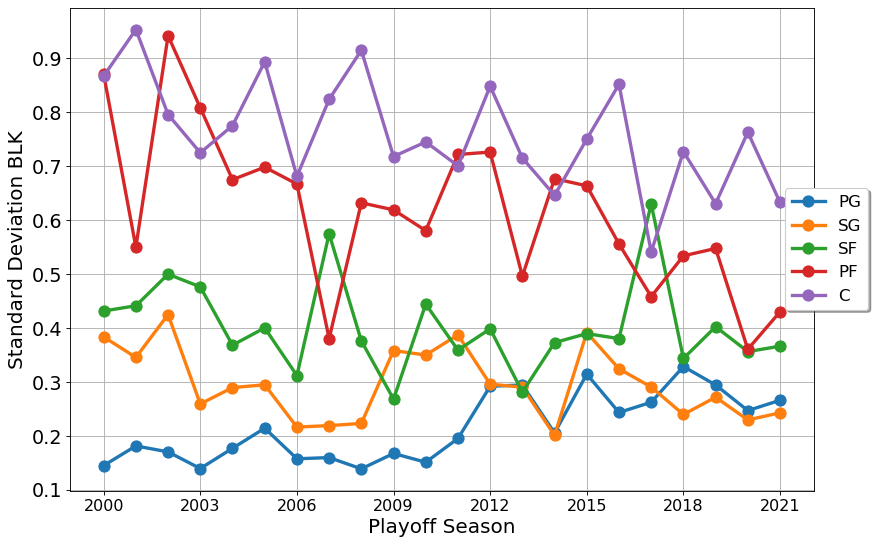 Standard Deviation BLK
0.9
0.8
0.7
0.6
0.5
0.4
0.3
0.2
0.1
2000 2003 2006 2009 2012 2015 2018 2021
Playoff Season
PG
SG
SF
PF
C